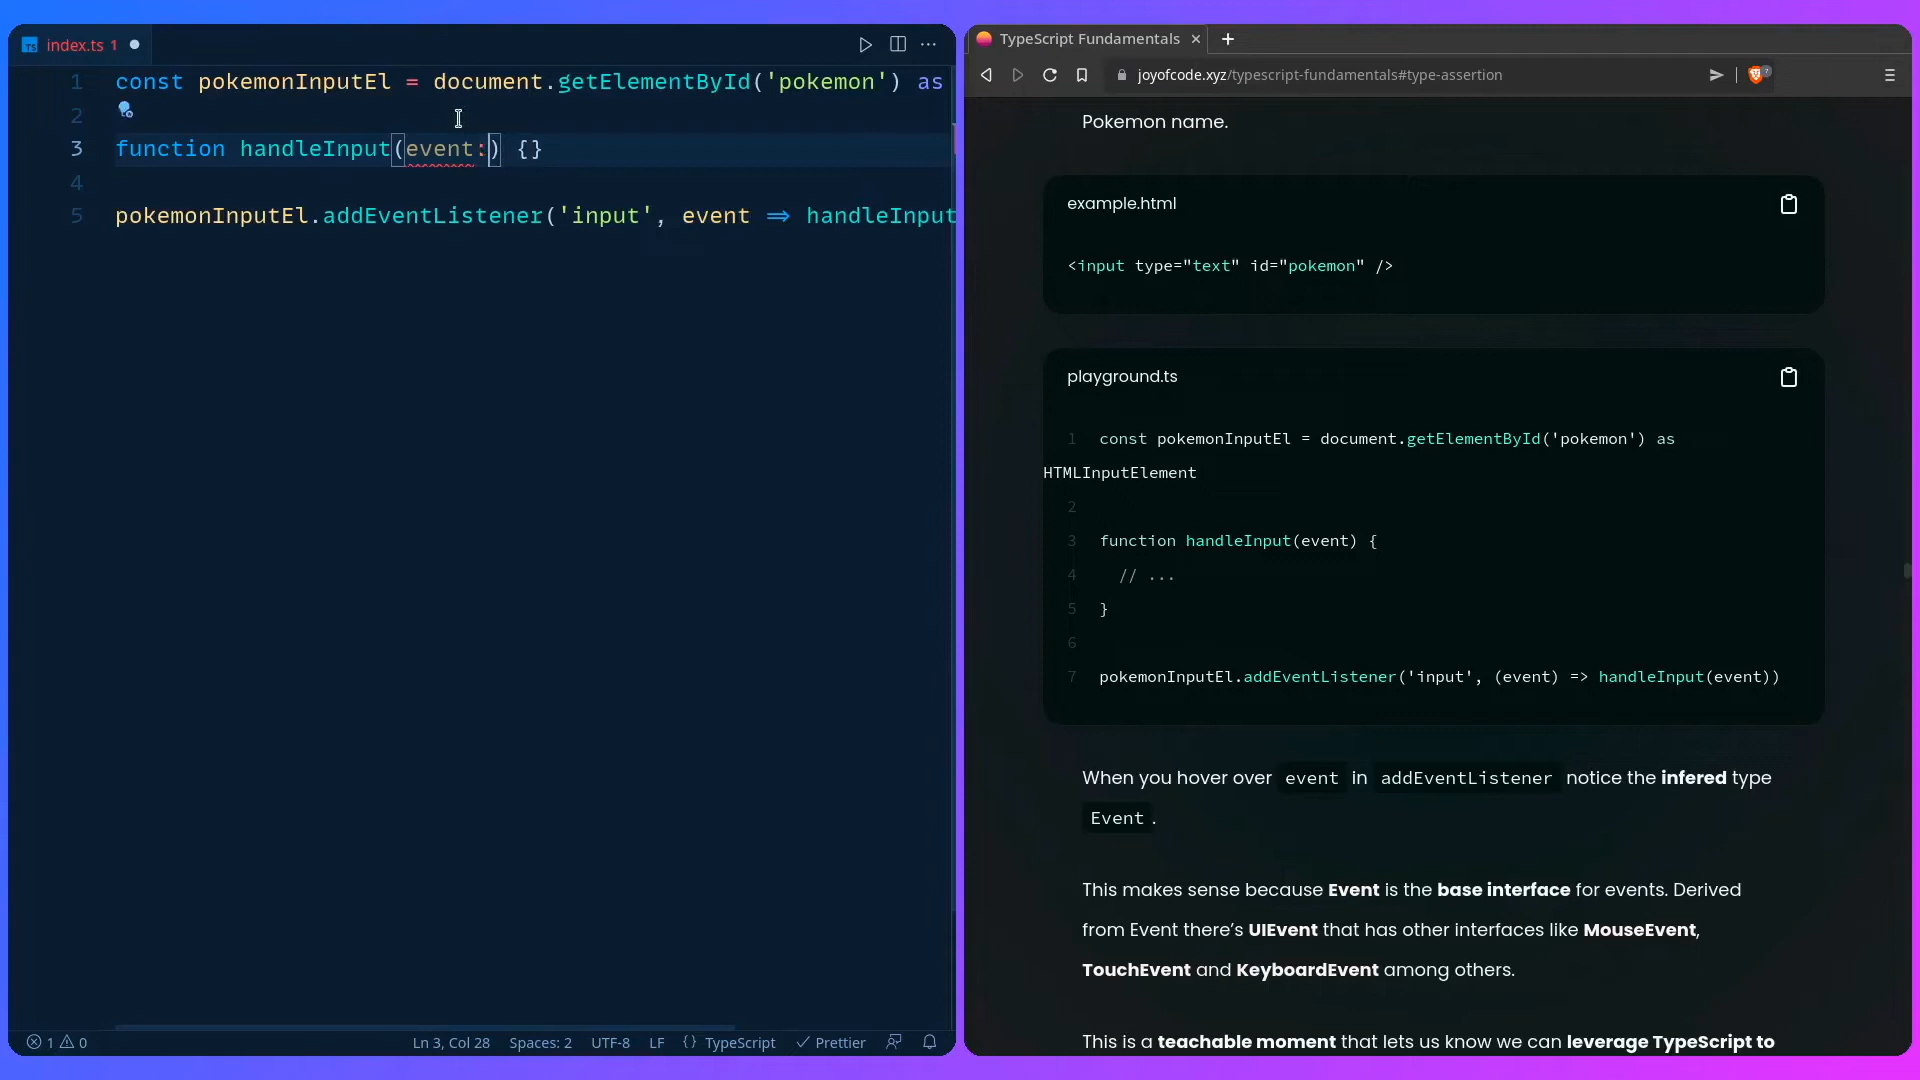 index.ts 1
1 const pokemonInputEl = document.getElementById('pokemon') as
2
3 function handleInput(event:) {}
4
5 pokemonInputEl.addEventListener('input', event ⇒ handleInput
1 0
Ln 3, Col 28 Spaces: 2 UTF-8 LF {} TypeScript Prettier
TypeScript Fundamentals
joyofcode.xyz/typescript-fundamentals#type-assertion
Pokemon name.
example.html
<input type="text" id="pokemon" />
playground.ts
1 const pokemonInputEl = document.getElementById('pokemon') as
HTMLInputElement
2
3 function handleInput(event) {
4 // ...
5 }
6
7 pokemonInputEl.addEventListener('input', (event) => handleInput(event))
When you hover over event in addEventListener notice the infered type
Event.
This makes sense because Event is the base interface for events. Derived
from Event there's UIEvent that has other interfaces like MouseEvent,
TouchEvent and KeyboardEvent among others.
This is a teachable moment that lets us know we can leverage TypeScript to